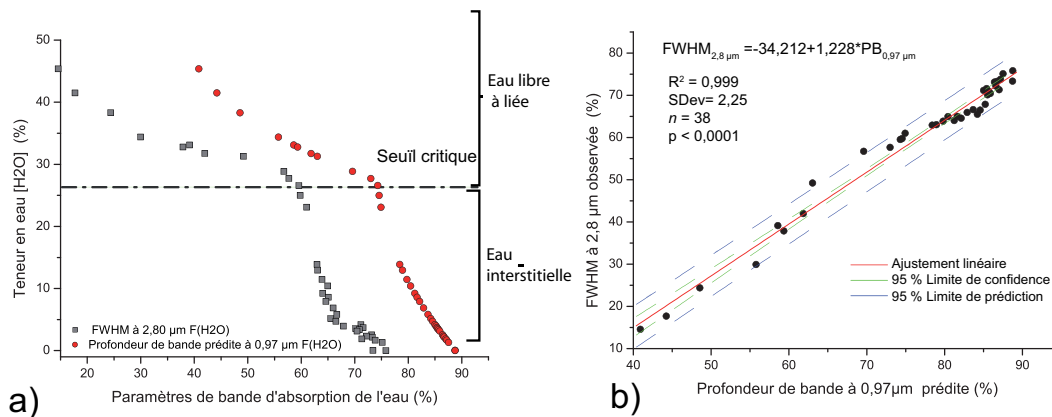 50
40
30
20
10
0
Teneur en eau [H2O] (%)
20 30 40 50 60 70 80 90
Paramètres de bande d'absorption de l'eau (%)
FWHM à 2,80 µm F(H2O)
Profondeur de bande prédite à 0,97 µm F(H2O)
Eau libre
à liée
Seuïl critique
Eau
interstitielle
a)
FWHM2,8 µm =-34,212+1,228*PB0,97 µm
R2 = 0,999
SDev= 2,25
n = 38
p < 0,0001
90
80
70
60
50
40
30
20
10
FWHM à 2,8 µm observée (%)
40 50 60 70 80 90
Profondeur de bande à 0,97µm prédite (%)
Ajustement linéaire
95 % Limite de confidence
95 % Limite de prédiction
b)